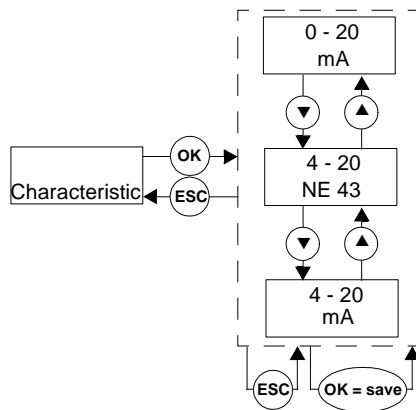 0 - 20
mA
OK
Characteristic
ESC
4 - 20
NE 43
4 - 20
mA
ESC
OK = save